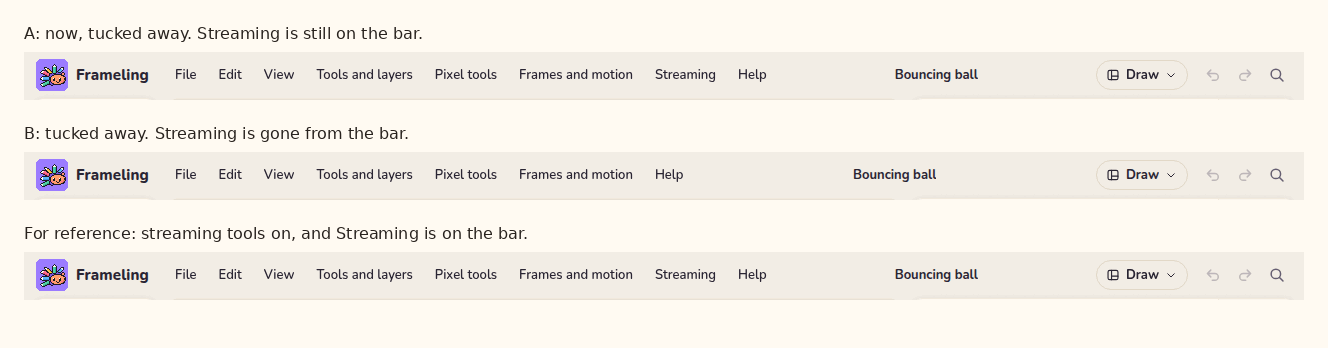 A: now, tucked away. Streaming is still on the bar.
Frameling File Edit View Tools and layers Pixel tools Frames and motion Streaming Help Bouncing ball Draw
B: tucked away. Streaming is gone from the bar.
Frameling File Edit View Tools and layers Pixel tools Frames and motion Help Bouncing ball Draw
For reference: streaming tools on, and Streaming is on the bar.
Frameling File Edit View Tools and layers Pixel tools Frames and motion Streaming Help Bouncing ball Draw